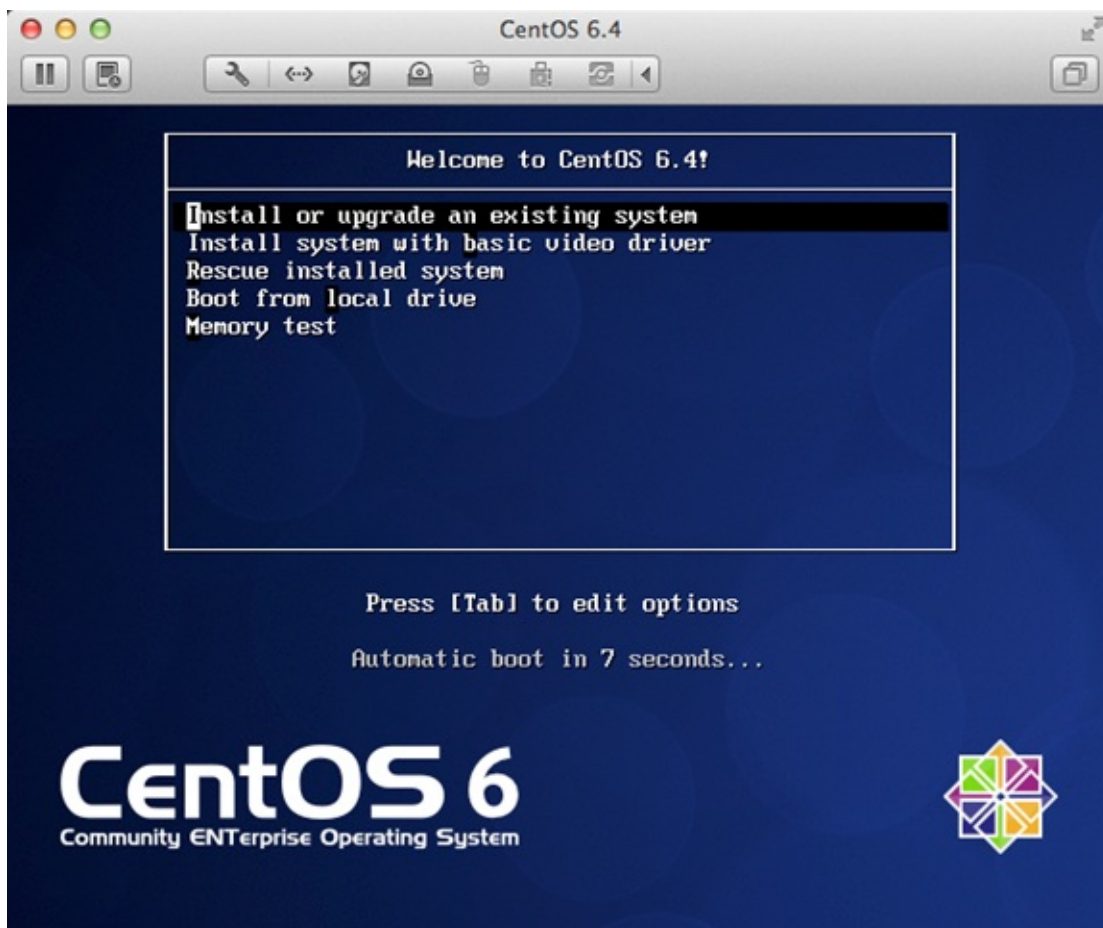 CentOS 6.4
Welcome to CentOS 6.4!
Install or upgrade an existing system
Install system with basic video driver
Rescue installed system
Boot from local drive
Memory test
Press [Tab] to edit options
Automatic boot in 7 seconds...
CentOS 6
Community ENTerprise Operating System